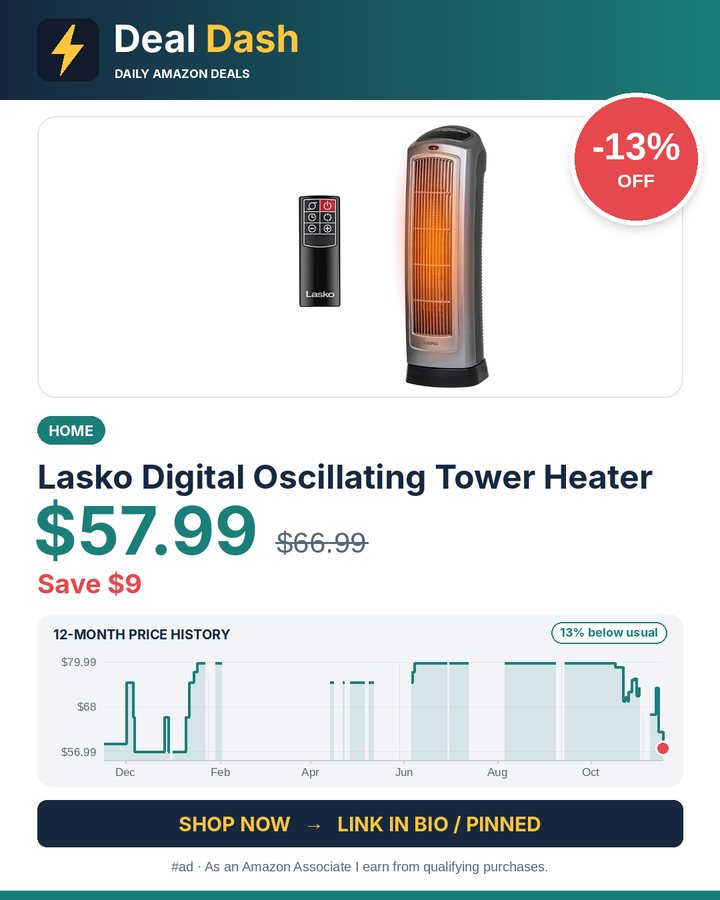 Deal Dash
DAILY AMAZON DEALS
-13%
OFF
Lasko
LASKO
HOME
Lasko Digital Oscillating Tower Heater
$57.99 $66.99
Save $9
12-MONTH PRICE HISTORY
13% below usual
$79.99
$68
$56.99
Dec Feb Apr Jun Aug Oct
SHOP NOW → LINK IN BIO / PINNED
#ad · As an Amazon Associate I earn from qualifying purchases.